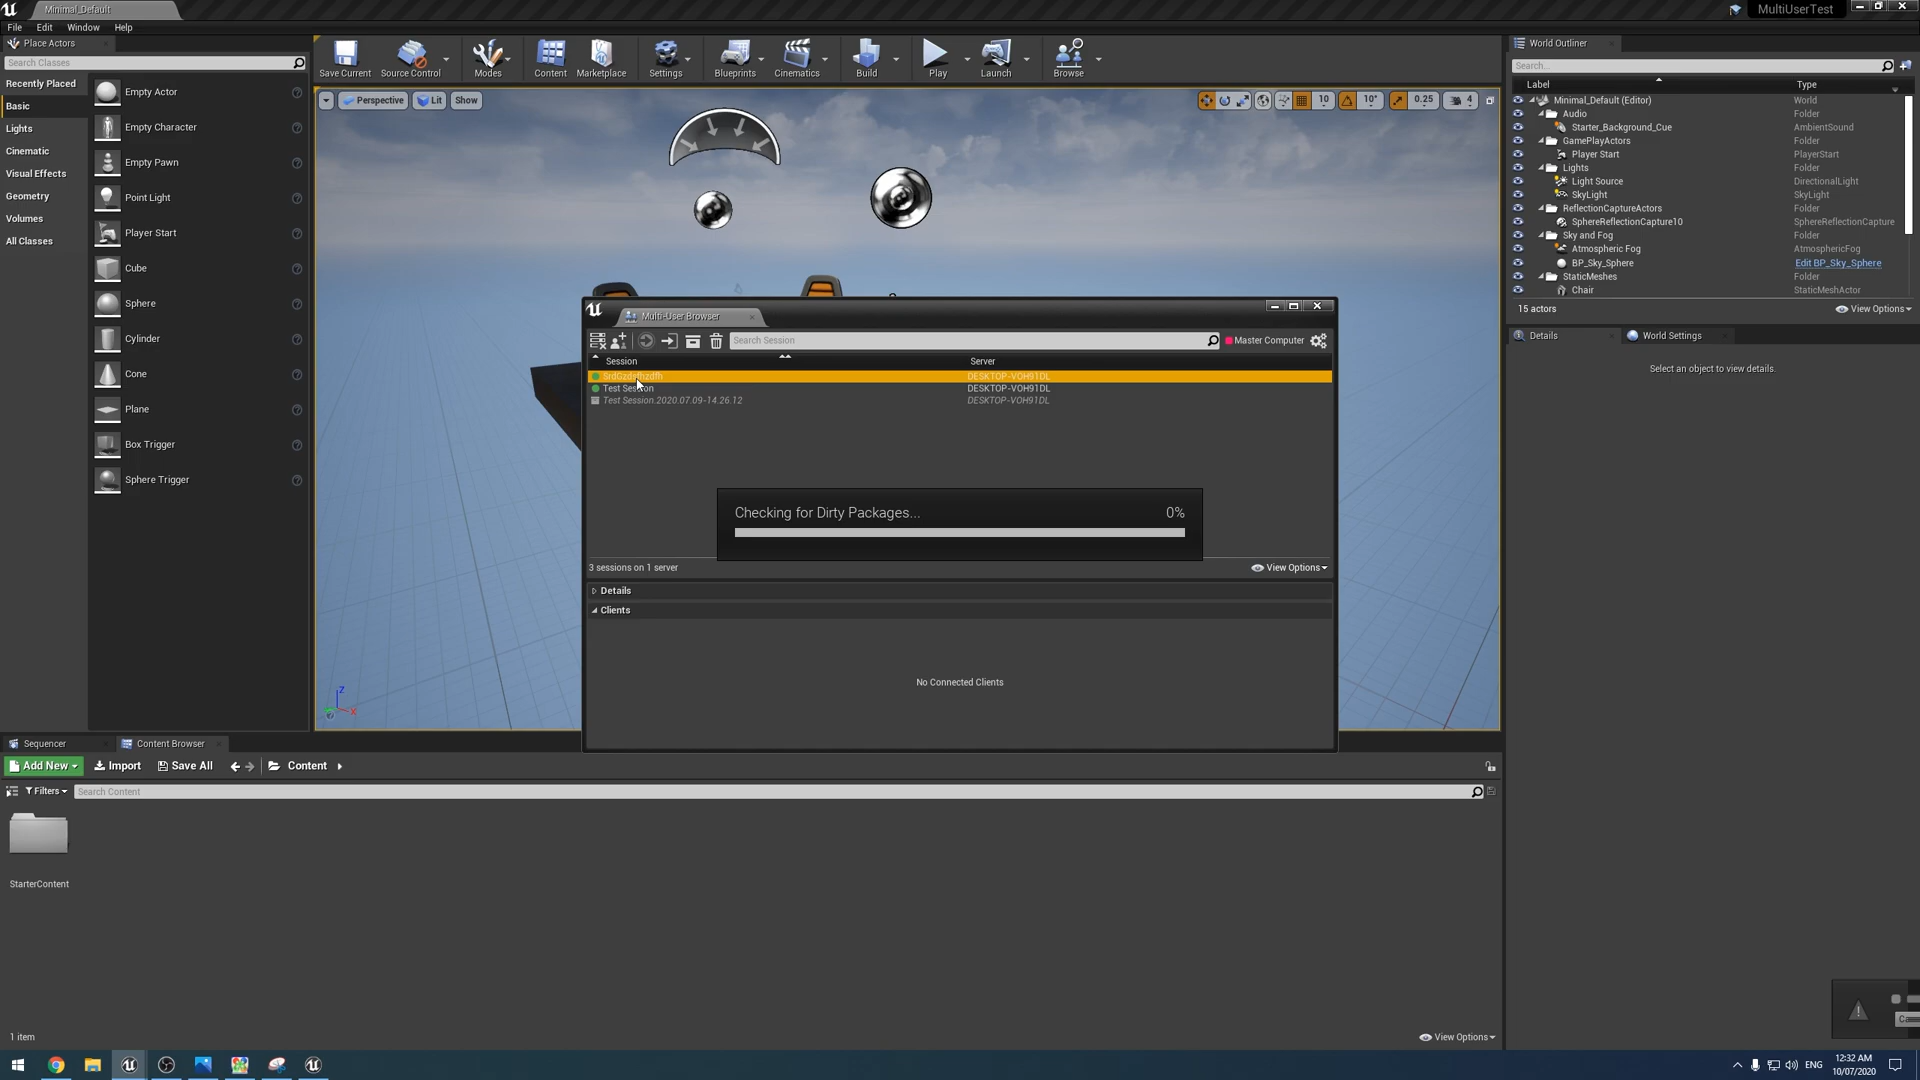 Minimal_Default
MultiUserTest
File Edit Window Help
Place Actors
Search Classes
Recently Placed
Basic
Lights
Cinematic
Visual Effects
Geometry
Volumes
All Classes
Empty Actor
Empty Character
Empty Pawn
Point Light
Player Start
Cube
Sphere
Cylinder
Cone
Plane
Box Trigger
Sphere Trigger
Save Current
Source Control
Modes
Content
Marketplace
Settings
Blueprints
Cinematics
Build
Play
Launch
Browse
Perspective
Lit
Show
10
10°
0.25
4
Z
X
Multi-User Browser
Search Session
Master Computer
Session Server
DESKTOP-VOH91DL
Test Session DESKTOP-VOH91DL
Test Session.2020.07.09-14.26.12 DESKTOP-VOH91DL
Checking for Dirty Packages... 0%
3 sessions on 1 server
View Options
Details
Clients
No Connected Clients
World Outliner
Search...
Label Type
Minimal_Default (Editor) World
Audio Folder
Starter_Background_Cue AmbientSound
GamePlayActors Folder
Player Start PlayerStart
Lights Folder
Light Source DirectionalLight
SkyLight SkyLight
ReflectionCaptureActors Folder
SphereReflectionCapture10 SphereReflectionCapture
Sky and Fog Folder
Atmospheric Fog AtmosphericFog
BP_Sky_Sphere Edit BP_Sky_Sphere
StaticMeshes Folder
Chair StaticMeshActor
15 actors
View Options
Details
World Settings
Select an object to view details.
Sequencer
Content Browser
Add New
Import
Save All
Content
Filters
Search Content
StarterContent
1 item
View Options
ENG
12:32 AM
10/07/2020